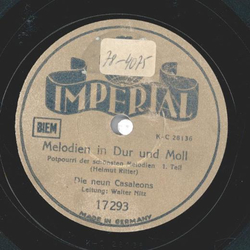 78-4075
IMPERIAL
K-C 28136
BIEM
Melodien in Dur und Moll
Potpourri der schönsten Melodien 1. Teil
(Helmut Ritter)
Die neun Casaleons
Leitung: Walter Nitz
17293
MADE IN GERMANY